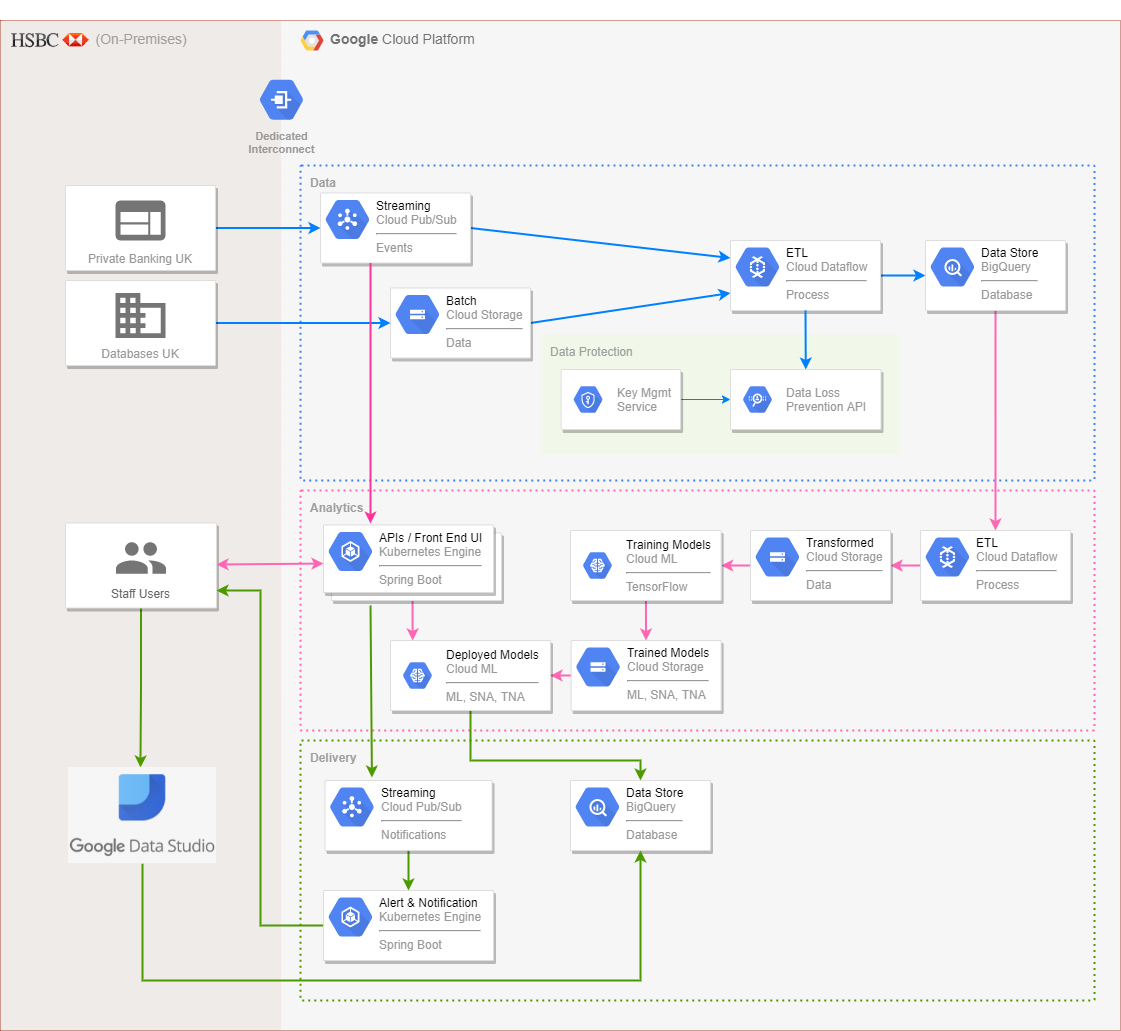 HSBC (On-Premises)
Google Cloud Platform
Dedicated
Interconnect
Data
Private Banking UK
Databases UK
Streaming
Cloud Pub/Sub
Events
Batch
Cloud Storage
Data
ETL
Cloud Dataflow
Process
Data Store
BigQuery
Database
Data Protection
Key Mgmt
Service
Data Loss
Prevention API
Analytics
Staff Users
APIs / Front End UI
Kubernetes Engine
Spring Boot
Training Models
Cloud ML
TensorFlow
Transformed
Cloud Storage
Data
ETL
Cloud Dataflow
Process
Deployed Models
Cloud ML
ML, SNA, TNA
Trained Models
Cloud Storage
ML, SNA, TNA
Delivery
Google Data Studio
Streaming
Cloud Pub/Sub
Notifications
Data Store
BigQuery
Database
Alert & Notification
Kubernetes Engine
Spring Boot